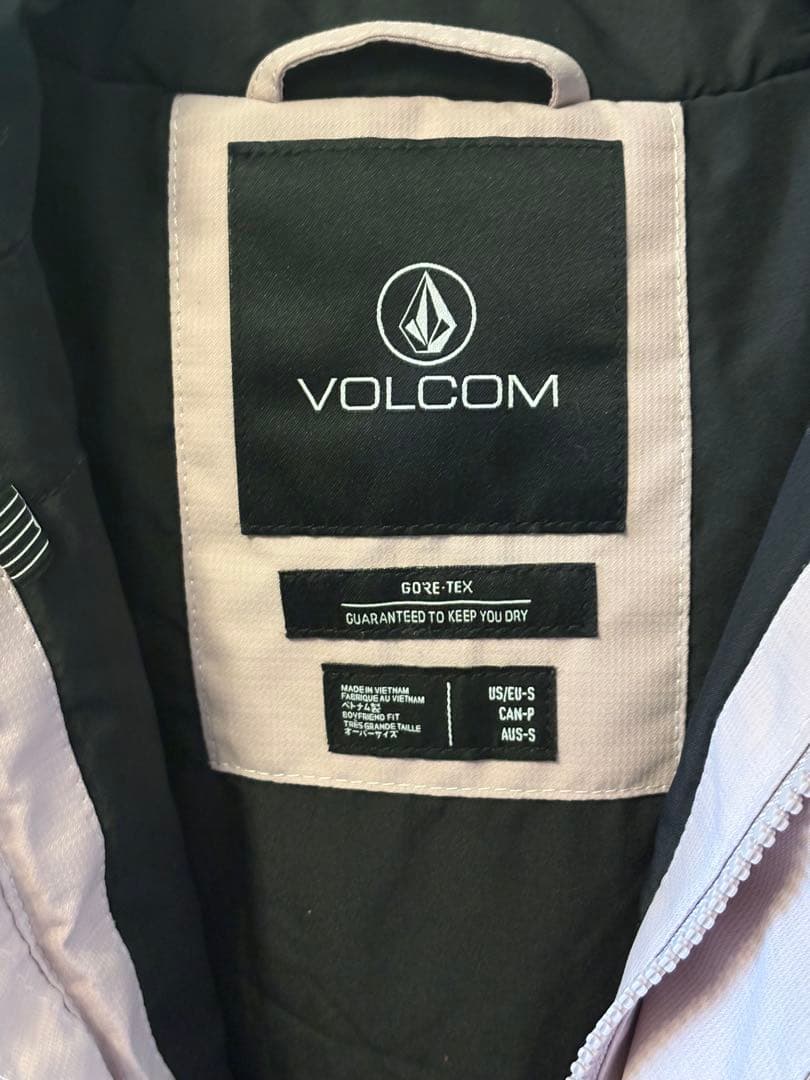 VOLCOM
GORE-TEX
GUARANTEED TO KEEP YOU DRY
MADE IN VIETNAM
FABRIQUE AU VIETNAM
ベトナム製
BOYFRIEND FIT
TRÈS GRANDE TAILLE
オーバーサイズ
US/EU-S
CAN-P
AUS-S